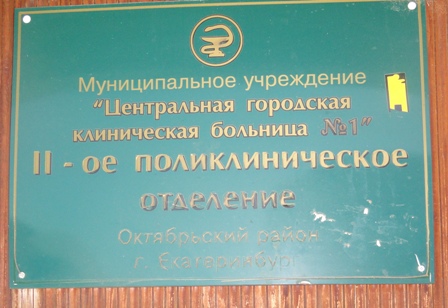 Муниципальное учреждение
"Центральная городская
клиническая больница №1"
II - ое поликлиническое
отделение
Октябрьский район
г. Екатеринбург